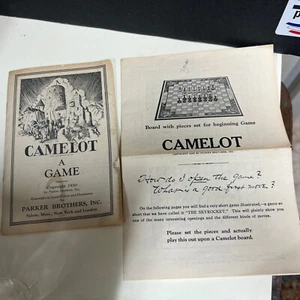 CAMELOT
A
GAME
Copyright 1930
PARKER BROTHERS, INC.
Salem, Mass., New York and London
Board with pieces set for beginning Game
CAMELOT
How do I open the game?
What is a good first move?
On the following pages you will find a very short game illustrated,—a game so
short that we have called it "THE SKYROCKET." This will plainly show you
one of the many interesting openings and the different kinds of moves.
Please set the pieces and actually
play this out upon a Camelot board.